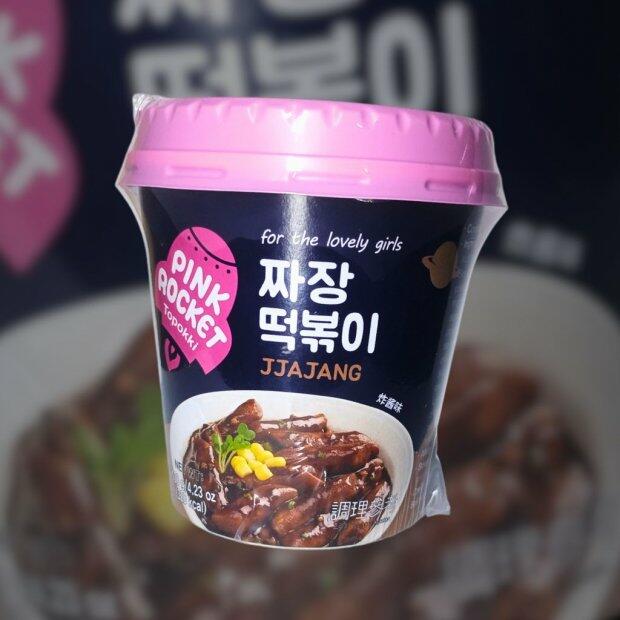 PINK
ROCKET
Topokki
for the lovely girls
짜장
떡볶이
JJAJANG
炸酱味
4.23 oz
kcal)
調理